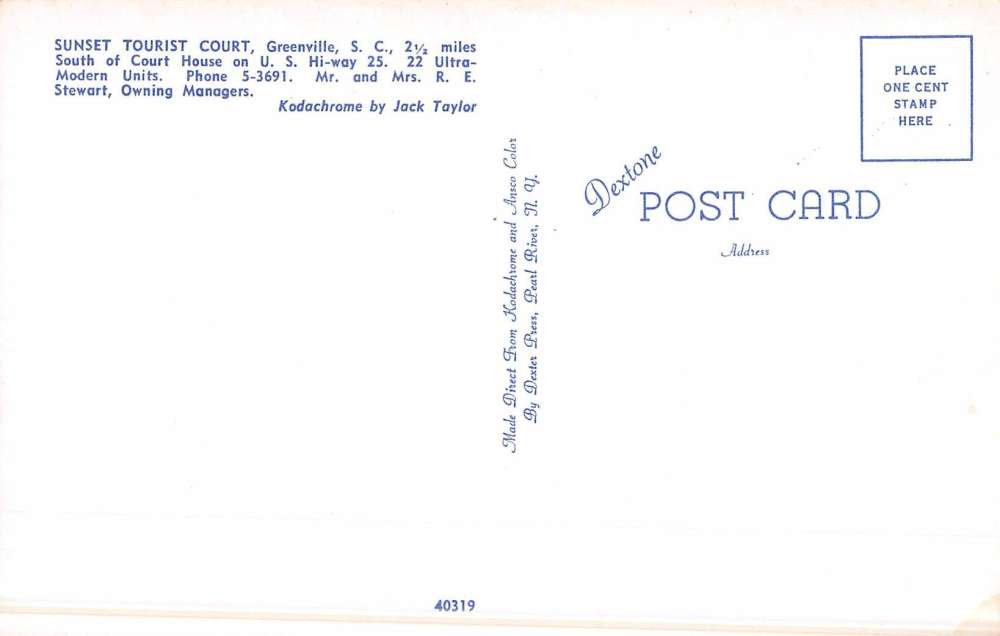 SUNSET TOURIST COURT, Greenville, S. C., 2½ miles
South of Court House on U. S. Hi-way 25. 22 Ultra-
Modern Units. Phone 5-3691. Mr. and Mrs. R. E.
Stewart, Owning Managers.
Kodachrome by Jack Taylor
Made Direct From Kodachrome and Ansco Color
By Dexter Press, Pearl River, N. Y.
PLACE
ONE CENT
STAMP
HERE
Dextone
POST CARD
Address
40319